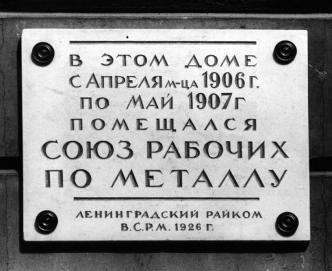 В ЭТОМ ДОМЕ
С АПРЕЛЯ М-ЦА 1906 Г.
ПО МАЙ 1907 Г
ПОМЕЩАЛСЯ
СОЮЗ РАБОЧИХ
ПО МЕТАЛЛУ
ЛЕНИНГРАДСКИЙ РАЙКОМ
В.С.Р.М. 1926 Г.